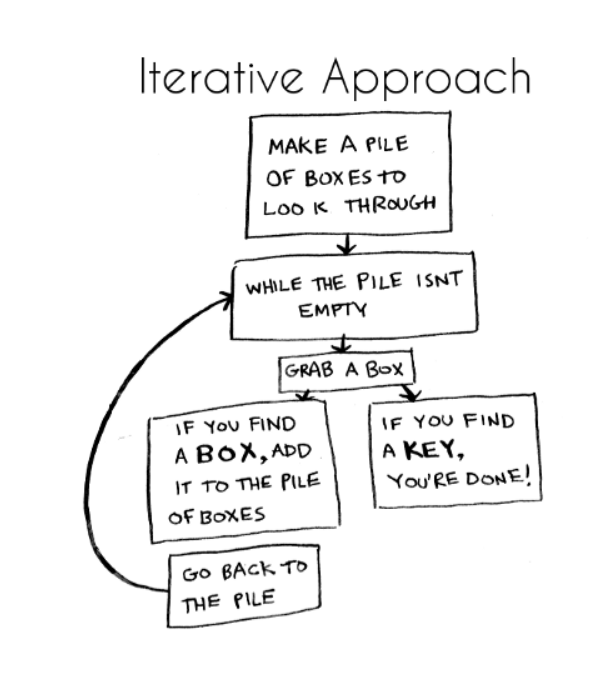 Iterative Approach
MAKE A PILE
OF BOXES TO
LOOK THROUGH
WHILE THE PILE ISNT
EMPTY
GRAB A BOX
IF YOU FIND
A BOX, ADD
IT TO THE PILE
OF BOXES
IF YOU FIND
A KEY,
YOU'RE DONE!
GO BACK TO
THE PILE